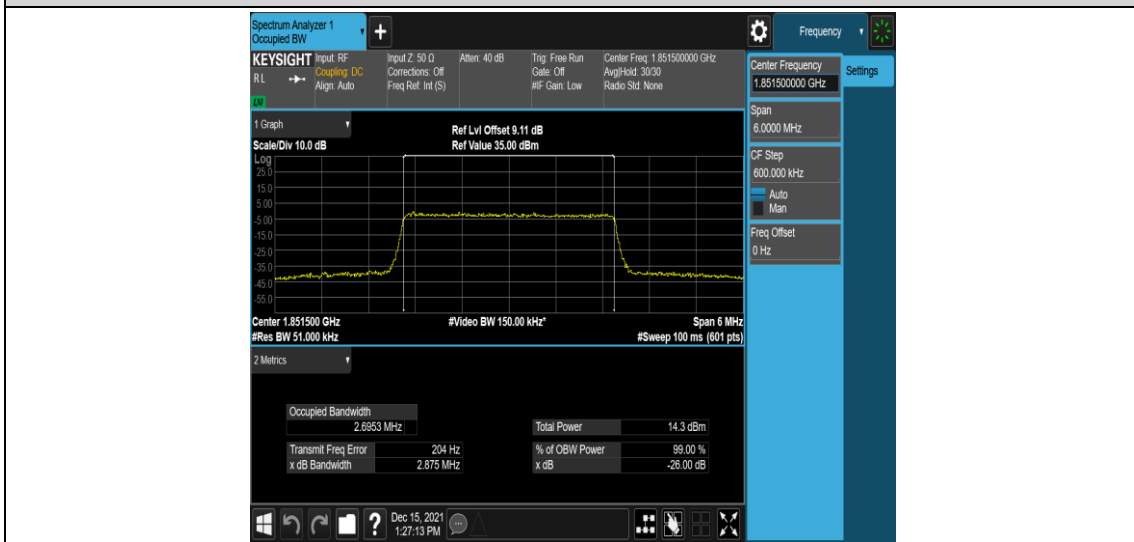 Spectrum Analyzer 1
Occupied BW
+
Frequency
KEYSIGHT
RL
Input: RF
Coupling: DC
Align: Auto
Input Z: 50 Ω
Corrections: Off
Freq Ref: Int (S)
Atten: 40 dB
Trig: Free Run
Gate: Off
#IF Gain: Low
Center Freq: 1.851500000 GHz
Avg|Hold: 30/30
Radio Std: None
Center Frequency
1.851500000 GHz
Settings
Span
6.0000 MHz
CF Step
600.000 kHz
Auto
Man
Freq Offset
0 Hz
1 Graph
Scale/Div 10.0 dB
Ref Lvl Offset 9.11 dB
Ref Value 35.00 dBm
Log
25.0
15.0
5.00
-5.00
-15.0
-25.0
-35.0
-45.0
-55.0
Center 1.851500 GHz
#Res BW 51.000 kHz
#Video BW 150.00 kHz*
Span 6 MHz
#Sweep 100 ms (601 pts)
2 Metrics
Occupied Bandwidth
2.6953 MHz
Transmit Freq Error 204 Hz
x dB Bandwidth 2.875 MHz
Total Power 14.3 dBm
% of OBW Power 99.00 %
x dB -26.00 dB
?
Dec 15, 2021
1:27:13 PM